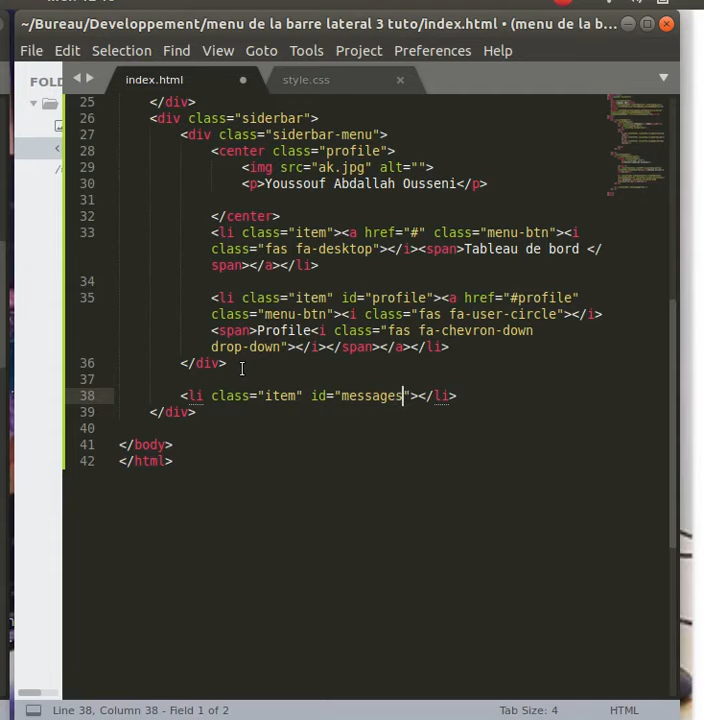 ~/Bureau/Developpement/menu de la barre lateral 3 tuto/index.html • (menu de la b...
File Edit Selection Find View Goto Tools Project Preferences Help
FOLD
index.html
style.css
25 </div>
26 <div class="siderbar">
27 <div class="siderbar-menu">
28 <center class="profile">
29 <img src="ak.jpg" alt="">
30 <p>Youssouf Abdallah Ousseni</p>
31
32 </center>
33 <li class="item"><a href="#" class="menu-btn"><i
class="fas fa-desktop"></i><span>Tableau de bord </
span></a></li>
34
35 <li class="item" id="profile"><a href="#profile"
class="menu-btn"><i class="fas fa-user-circle"></i>
<span>Profile<i class="fas fa-chevron-down
drop-down"></i></span></a></li>
36 </div>
37
38 <li class="item" id="messages"></li>
39 </div>
40
41 </body>
42 </html>
Line 38, Column 38 - Field 1 of 2
Tab Size: 4
HTML